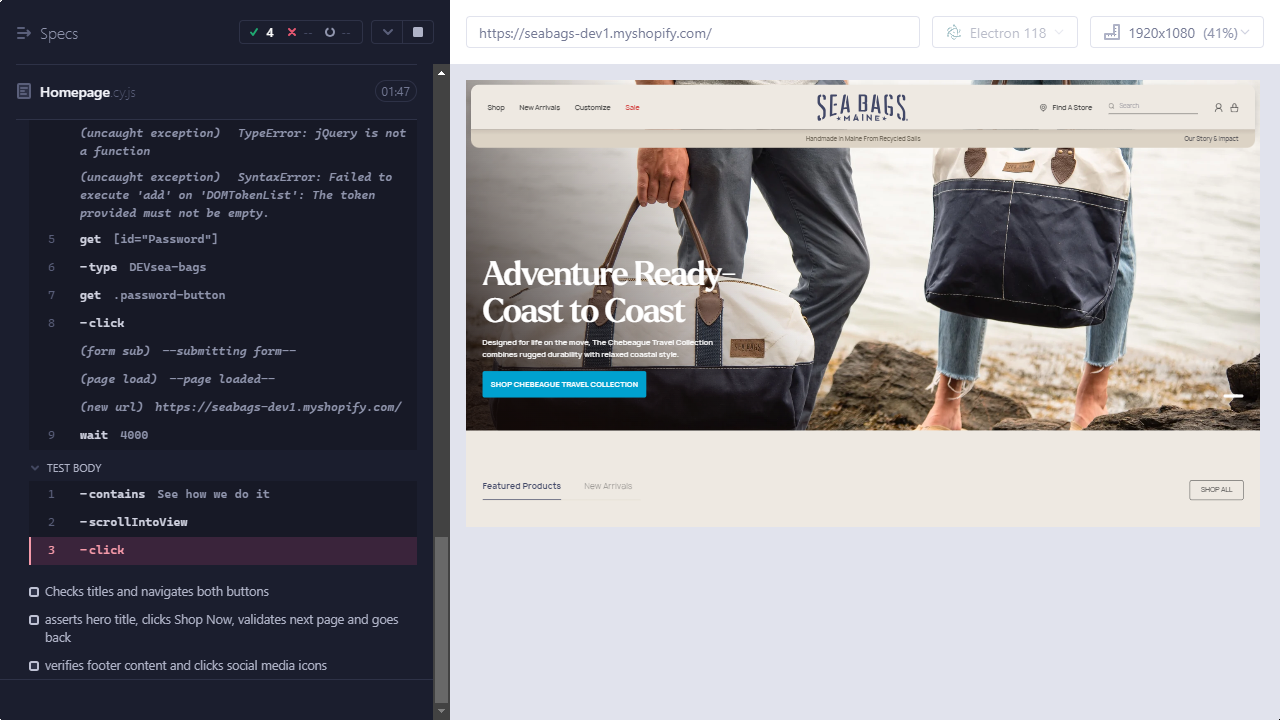 Specs
4 -- --
Homepage.cy.js
01:47
(uncaught exception) TypeError: jQuery is not
a function
(uncaught exception) SyntaxError: Failed to
execute 'add' on 'DOMTokenList': The token
provided must not be empty.
5 get [id="Password"]
6 -type DEVsea-bags
7 get .password-button
8 -click
(form sub) --submitting form--
(page load) --page loaded--
(new url) https://seabags-dev1.myshopify.com/
9 wait 4000
TEST BODY
1 -contains See how we do it
2 -scrollIntoView
3 -click
Checks titles and navigates both buttons
asserts hero title, clicks Shop Now, validates next page and goes
back
verifies footer content and clicks social media icons
https://seabags-dev1.myshopify.com/
Electron 118
1920x1080 (41%)
Shop New Arrivals Customize Sale
SEA BAGS
MAINE
Find A Store
Search
Handmade In Maine From Recycled Sails
Our Story & Impact
Adventure Ready–
Coast to Coast
Designed for life on the move, The Chebeague Travel Collection
combines rugged durability with relaxed coastal style.
SHOP CHEBEAGUE TRAVEL COLLECTION
SEA BAGS
Featured Products New Arrivals
SHOP ALL